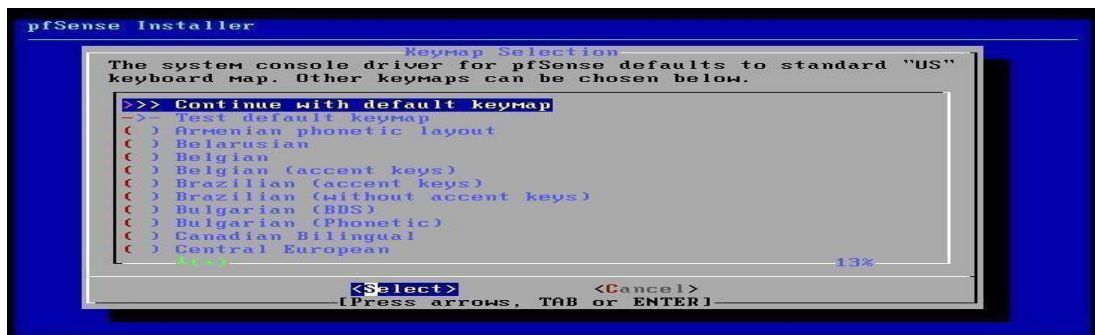 pfSense Installer
Keymap Selection
The system console driver for pfSense defaults to standard "US"
keyboard map. Other keymaps can be chosen below.
>>> Continue with default keymap
->- Test default keymap
( ) Armenian phonetic layout
( ) Belarusian
( ) Belgian
( ) Belgian (accent keys)
( ) Brazilian (accent keys)
( ) Brazilian (without accent keys)
( ) Bulgarian (BDS)
( ) Bulgarian (Phonetic)
( ) Canadian Bilingual
( ) Central European
↓(+) 13%
<Select> <Cancel>
[Press arrows, TAB or ENTER]